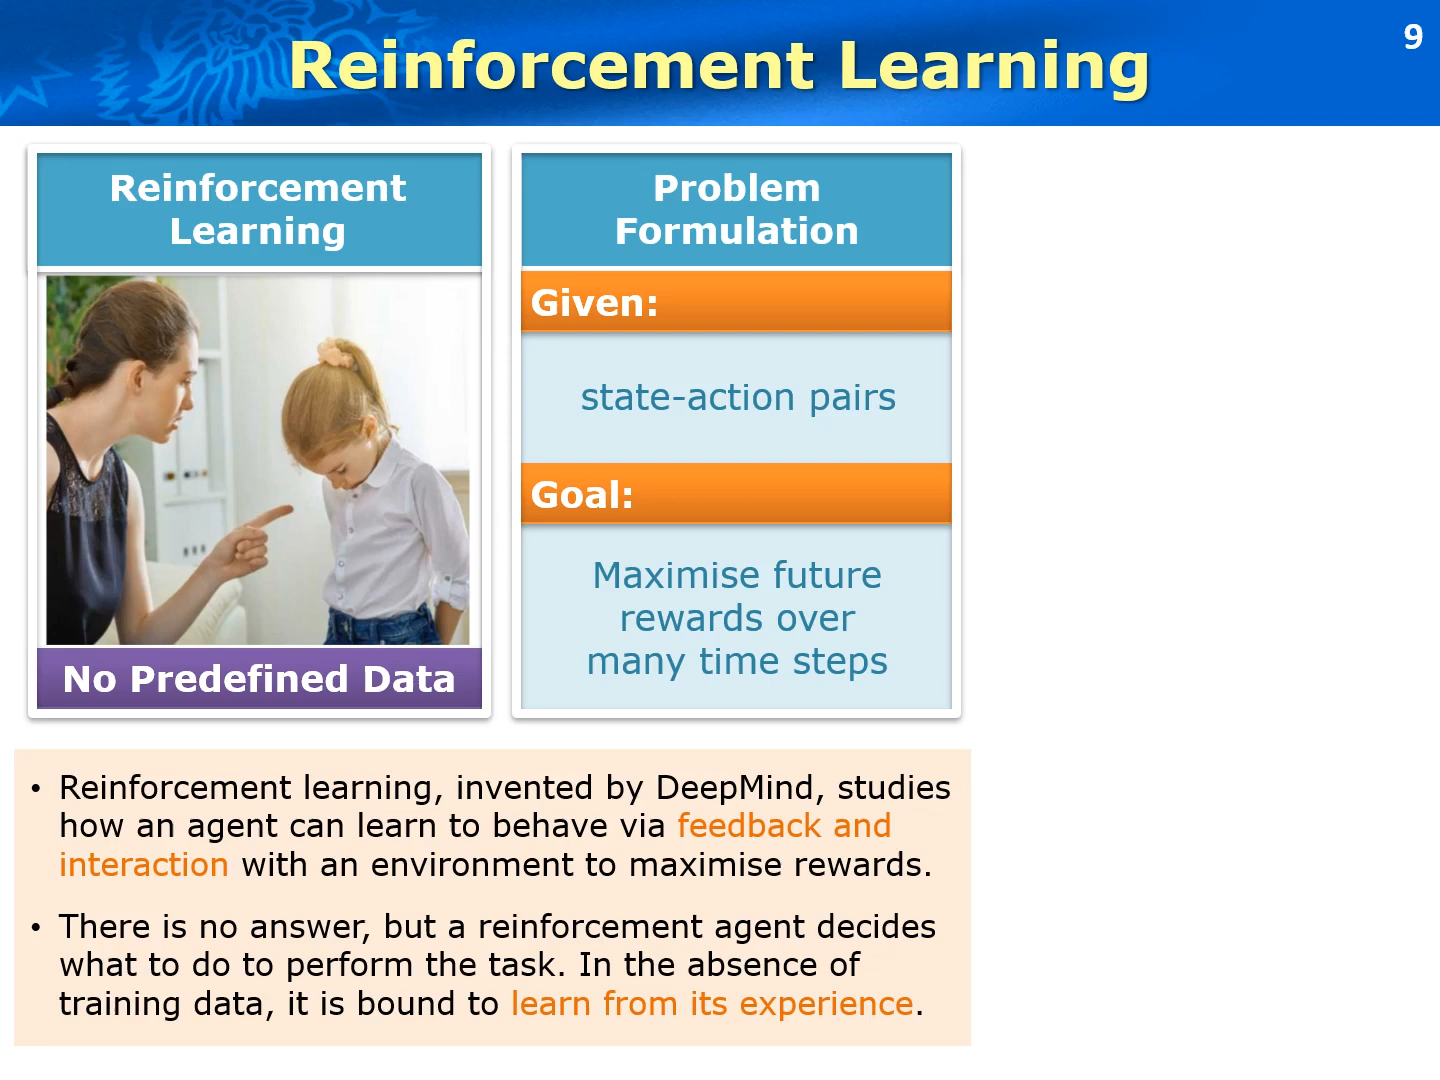 Reinforcement Learning
9
Reinforcement
Learning
No Predefined Data
Problem
Formulation
Given:
state-action pairs
Goal:
Maximise future
rewards over
many time steps
• Reinforcement learning, invented by DeepMind, studies
how an agent can learn to behave via feedback and
interaction with an environment to maximise rewards.
• There is no answer, but a reinforcement agent decides
what to do to perform the task. In the absence of
training data, it is bound to learn from its experience.